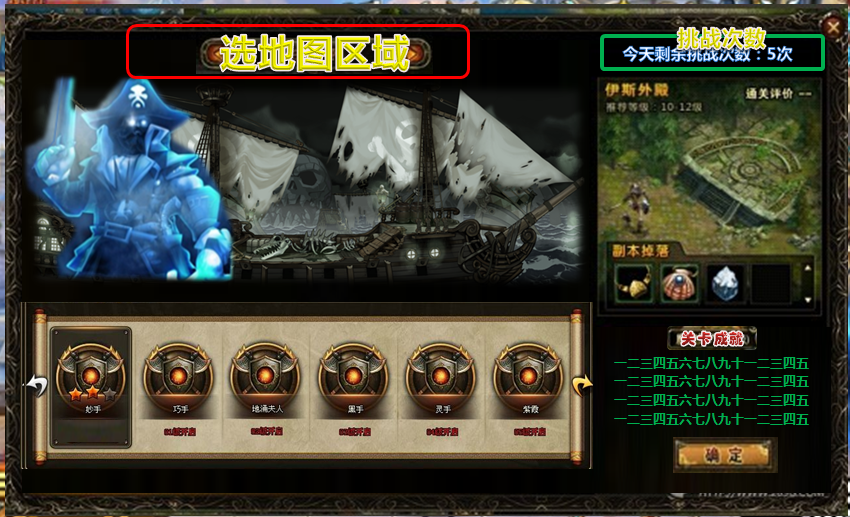 选地图区域
挑战次数
今天剩余挑战次数：5次
伊斯外殿
通关评价 --
推荐等级：10-12级
副本掉落
关卡成就
一二三四五六七八九十一二三四五
一二三四五六七八九十一二三四五
一二三四五六七八九十一二三四五
一二三四五六七八九十一二三四五
确定
妙手 巧手 地涌夫人 黑手 灵手 紫霞